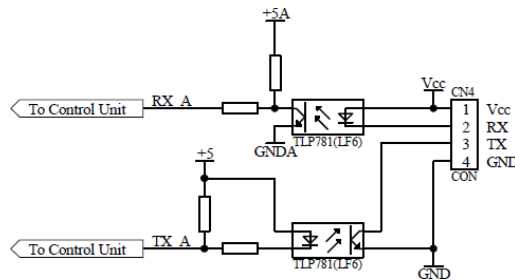 +5A
Vcc
CN4
To Control Unit
RX_A
1 Vcc
2 RX
3 TX
4 GND
CON
GNDA
TLP781(LF6)
+5
To Control Unit
TX_A
TLP781(LF6)
GND